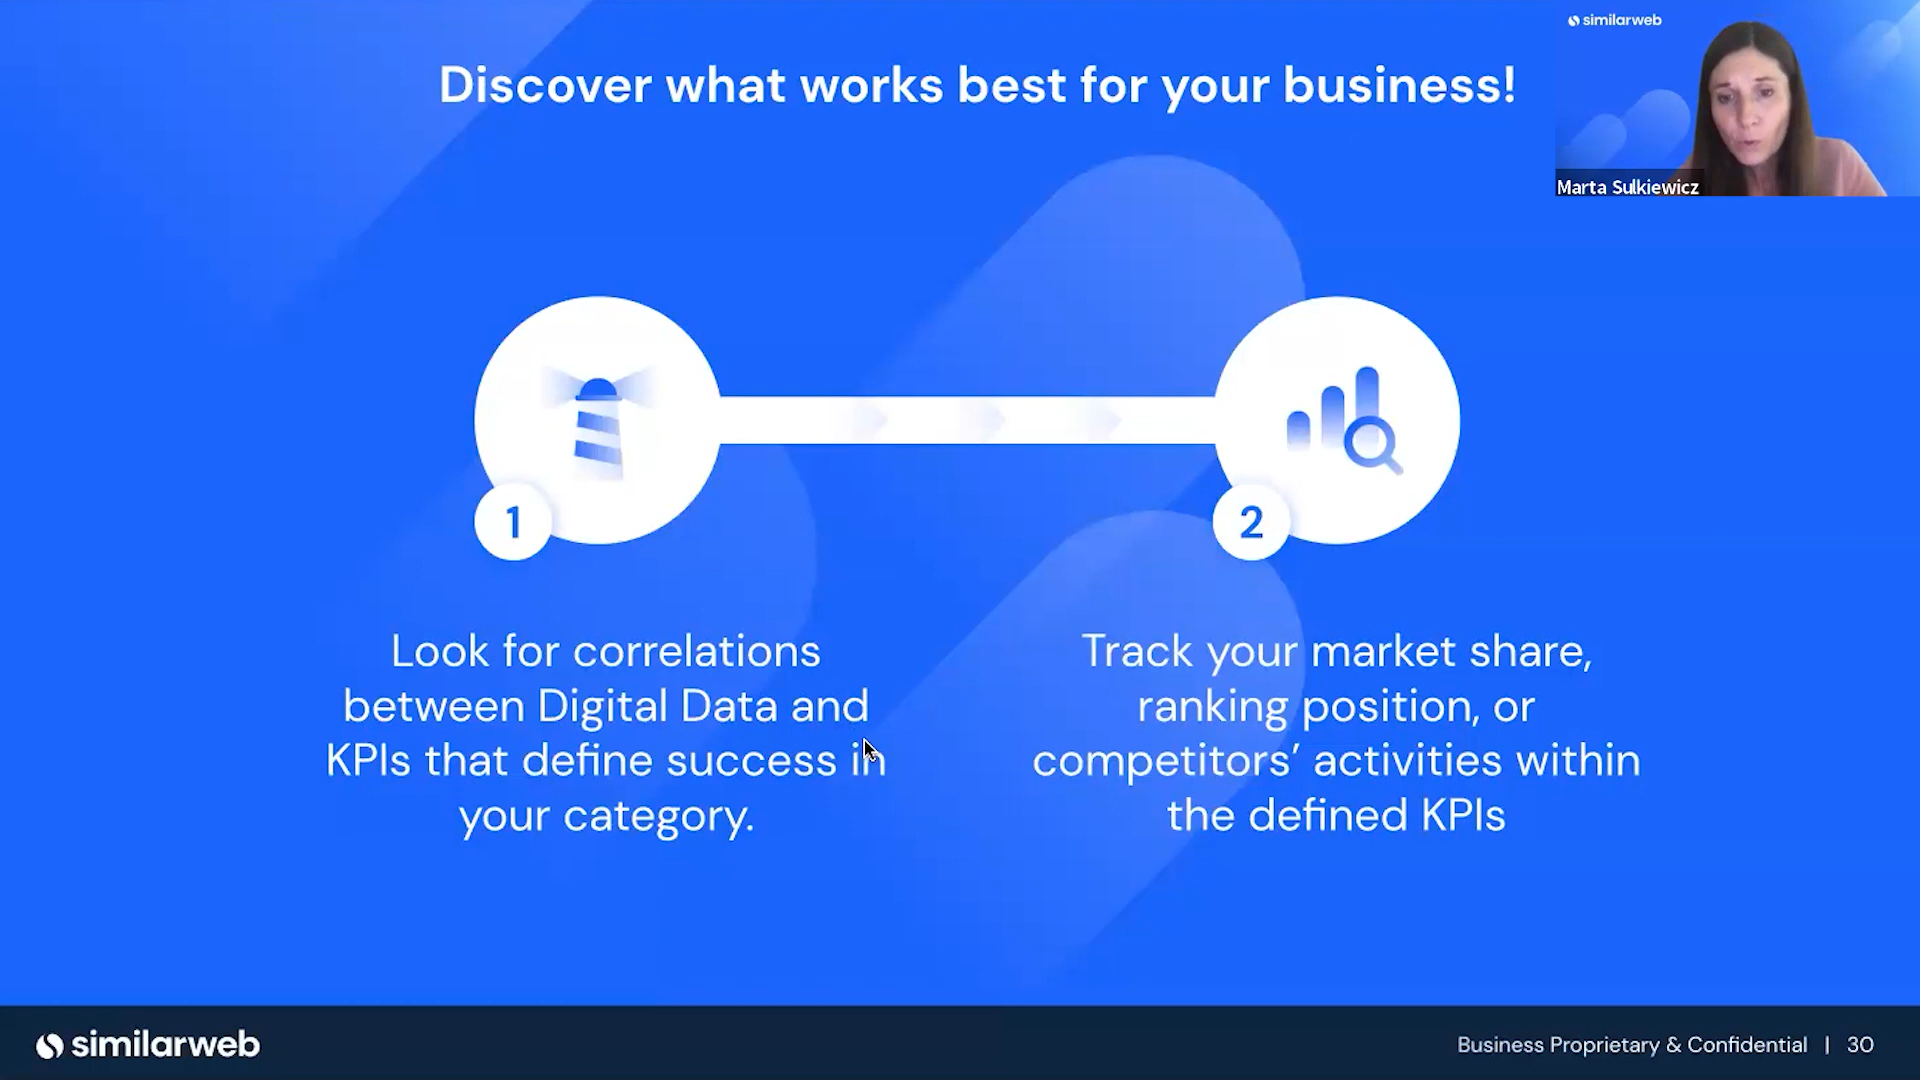 similarweb
Discover what works best for your business!
Marta Sulkiewicz
1
2
Look for correlations
between Digital Data and
KPIs that define success in
your category.
Track your market share,
ranking position, or
competitors’ activities within
the defined KPIs
similarweb
Business Proprietary & Confidential | 30